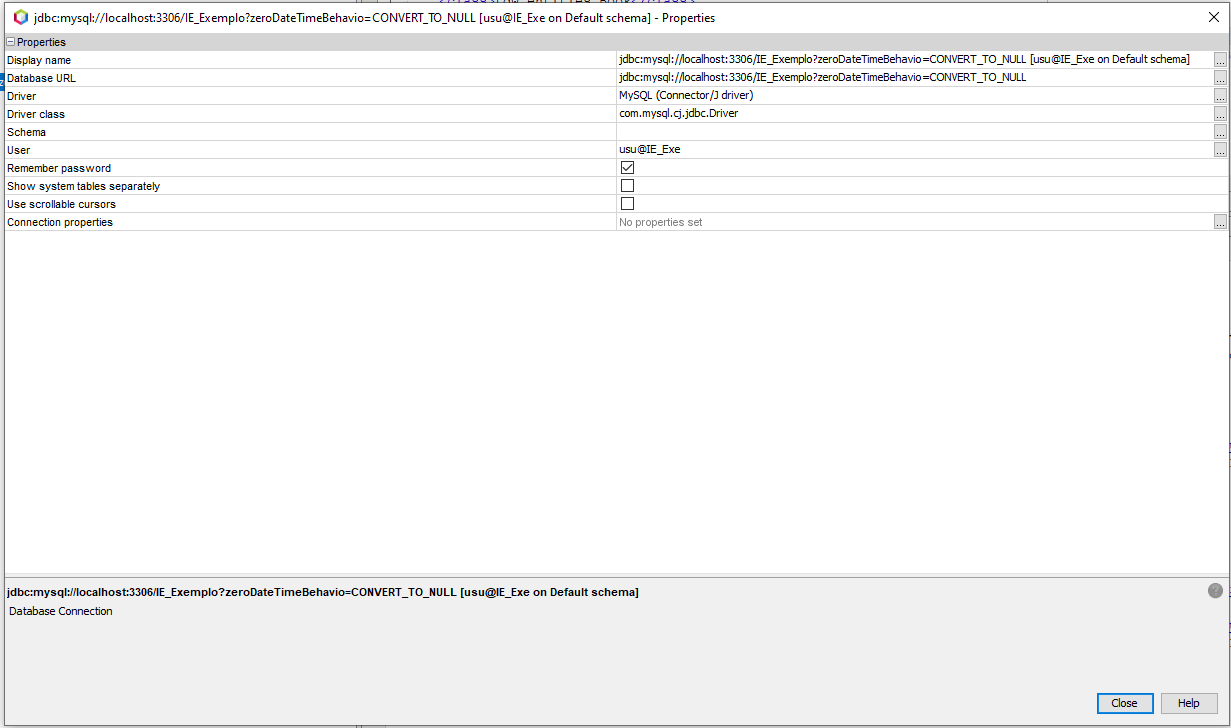 jdbc:mysql://localhost:3306/IE_Exemplo?zeroDateTimeBehavio=CONVERT_TO_NULL [usu@IE_Exe on Default schema] - Properties
Properties
Display name jdbc:mysql://localhost:3306/IE_Exemplo?zeroDateTimeBehavio=CONVERT_TO_NULL [usu@IE_Exe on Default schema] ...
Database URL jdbc:mysql://localhost:3306/IE_Exemplo?zeroDateTimeBehavio=CONVERT_TO_NULL ...
Driver MySQL (Connector/J driver) ...
Driver class com.mysql.cj.jdbc.Driver ...
Schema ...
User usu@IE_Exe ...
Remember password
Show system tables separately
Use scrollable cursors
Connection properties No properties set ...
jdbc:mysql://localhost:3306/IE_Exemplo?zeroDateTimeBehavio=CONVERT_TO_NULL [usu@IE_Exe on Default schema]
?
Database Connection
Close Help